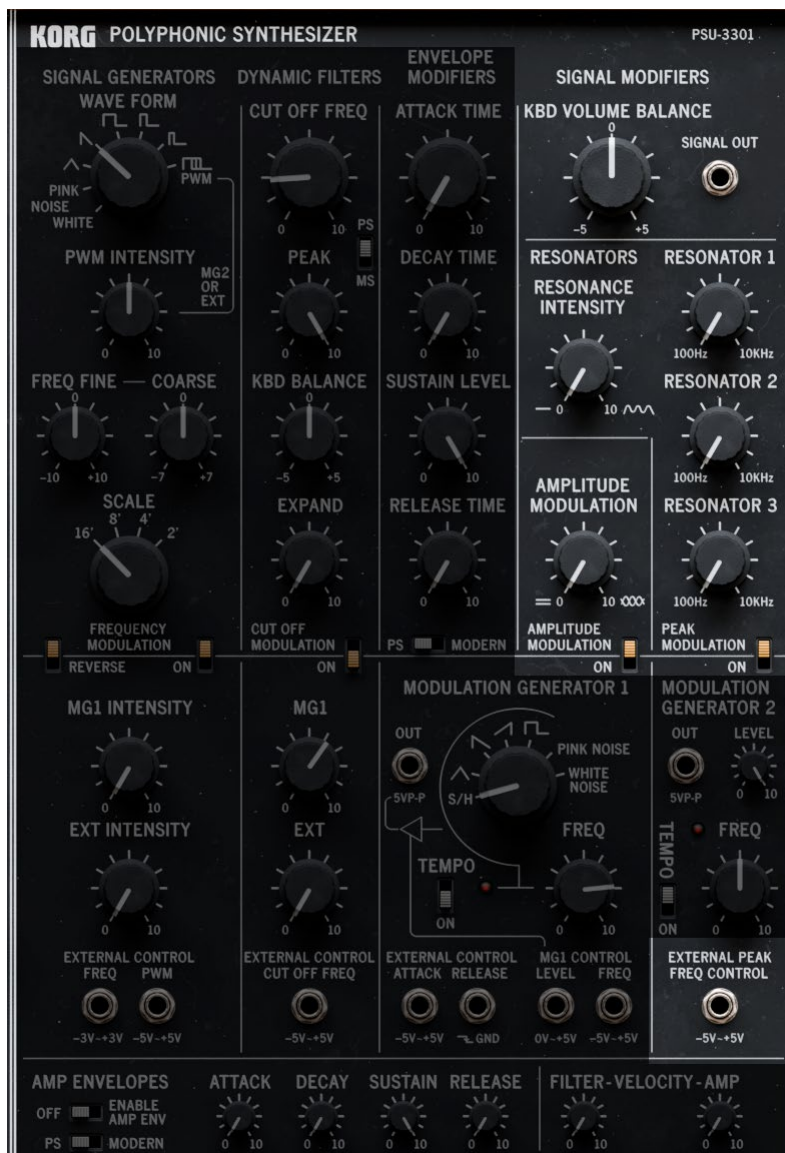 KORG POLYPHONIC SYNTHESIZER PSU-3301
SIGNAL GENERATORS
WAVE FORM
PINK
NOISE
WHITE
PWM
PWM INTENSITY
0 10
MG2
OR
EXT
FREQ FINE — COARSE
0 0
-10 +10 -7 +7
SCALE
16' 8' 4' 2'
FREQUENCY
MODULATION
REVERSE ON
MG1 INTENSITY
0 10
EXT INTENSITY
0 10
EXTERNAL CONTROL
FREQ PWM
-3V~+3V -5V~+5V
DYNAMIC FILTERS
CUT OFF FREQ
0 10
PS
MS
PEAK
0 10
KBD BALANCE
0
-5 +5
EXPAND
0 10
CUT OFF
MODULATION
ON
MG1
0 10
EXT
0 10
EXTERNAL CONTROL
CUT OFF FREQ
-5V~+5V
ENVELOPE
MODIFIERS
ATTACK TIME
0 10
DECAY TIME
0 10
SUSTAIN LEVEL
0 10
RELEASE TIME
0 10
PS MODERN
SIGNAL MODIFIERS
KBD VOLUME BALANCE
0
-5 +5
SIGNAL OUT
RESONATORS
RESONANCE
INTENSITY
0 10
AMPLITUDE
MODULATION
0 10
AMPLITUDE
MODULATION
ON
RESONATOR 1
100Hz 10KHz
RESONATOR 2
100Hz 10KHz
RESONATOR 3
100Hz 10KHz
PEAK
MODULATION
ON
MODULATION GENERATOR 1
OUT
5VP-P
S/H
PINK NOISE
WHITE
NOISE
TEMPO
ON
FREQ
0 10
EXTERNAL CONTROL
ATTACK RELEASE
-5V~+5V GND
MG1 CONTROL
LEVEL FREQ
0V~+5V -5V~+5V
MODULATION
GENERATOR 2
OUT LEVEL
5VP-P 0 10
TEMPO
ON
FREQ
0 10
EXTERNAL PEAK
FREQ CONTROL
-5V~+5V
AMP ENVELOPES
OFF ENABLE
AMP ENV
PS MODERN
ATTACK DECAY SUSTAIN RELEASE
0 10 0 10 0 10 0 10
FILTER-VELOCITY-AMP
0 10 0 10